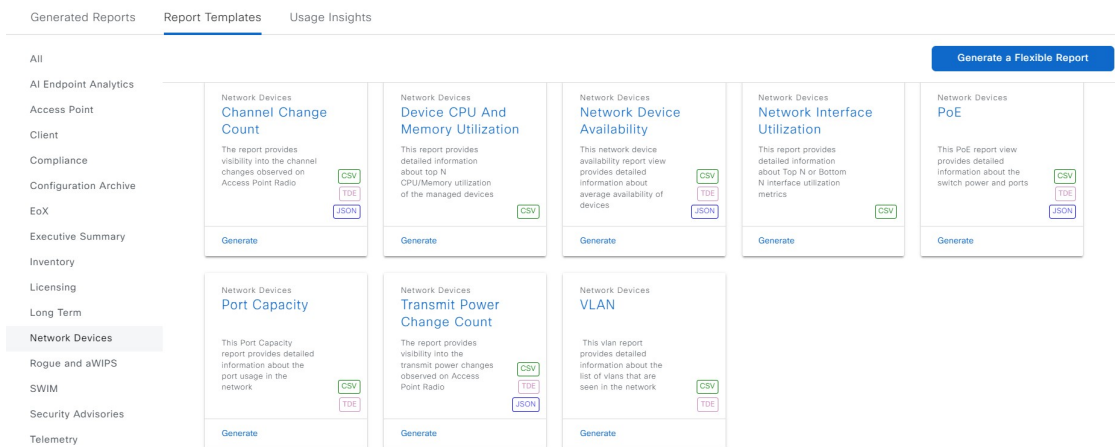 Generated Reports
Report Templates
Usage Insights
Generate a Flexible Report
All
AI Endpoint Analytics
Access Point
Client
Compliance
Configuration Archive
EoX
Executive Summary
Inventory
Licensing
Long Term
Network Devices
Rogue and aWIPS
SWIM
Security Advisories
Telemetry
Network Devices
Channel Change
Count
The report provides
visibility into the channel
changes observed on
Access Point Radio
CSV
TDE
JSON
Generate
Network Devices
Device CPU And
Memory Utilization
This report provides
detailed information
about top N
CPU/Memory utilization
of the managed devices
CSV
Generate
Network Devices
Network Device
Availability
This network device
availability report view
provides detailed
information about
average availability of
devices
CSV
TDE
JSON
Generate
Network Devices
Network Interface
Utilization
This report provides
detailed information
about Top N or Bottom
N interface utilization
metrics
CSV
Generate
Network Devices
PoE
This PoE report view
provides detailed
information about the
switch power and ports
CSV
TDE
JSON
Generate
Network Devices
Port Capacity
This Port Capacity
report provides detailed
information about the
port usage in the
network
CSV
TDE
Generate
Network Devices
Transmit Power
Change Count
The report provides
visibility into the
transmit power changes
observed on Access
Point Radio
CSV
TDE
JSON
Generate
Network Devices
VLAN
This vlan report
provides detailed
information about the
list of vlans that are
seen in the network
CSV
TDE
Generate